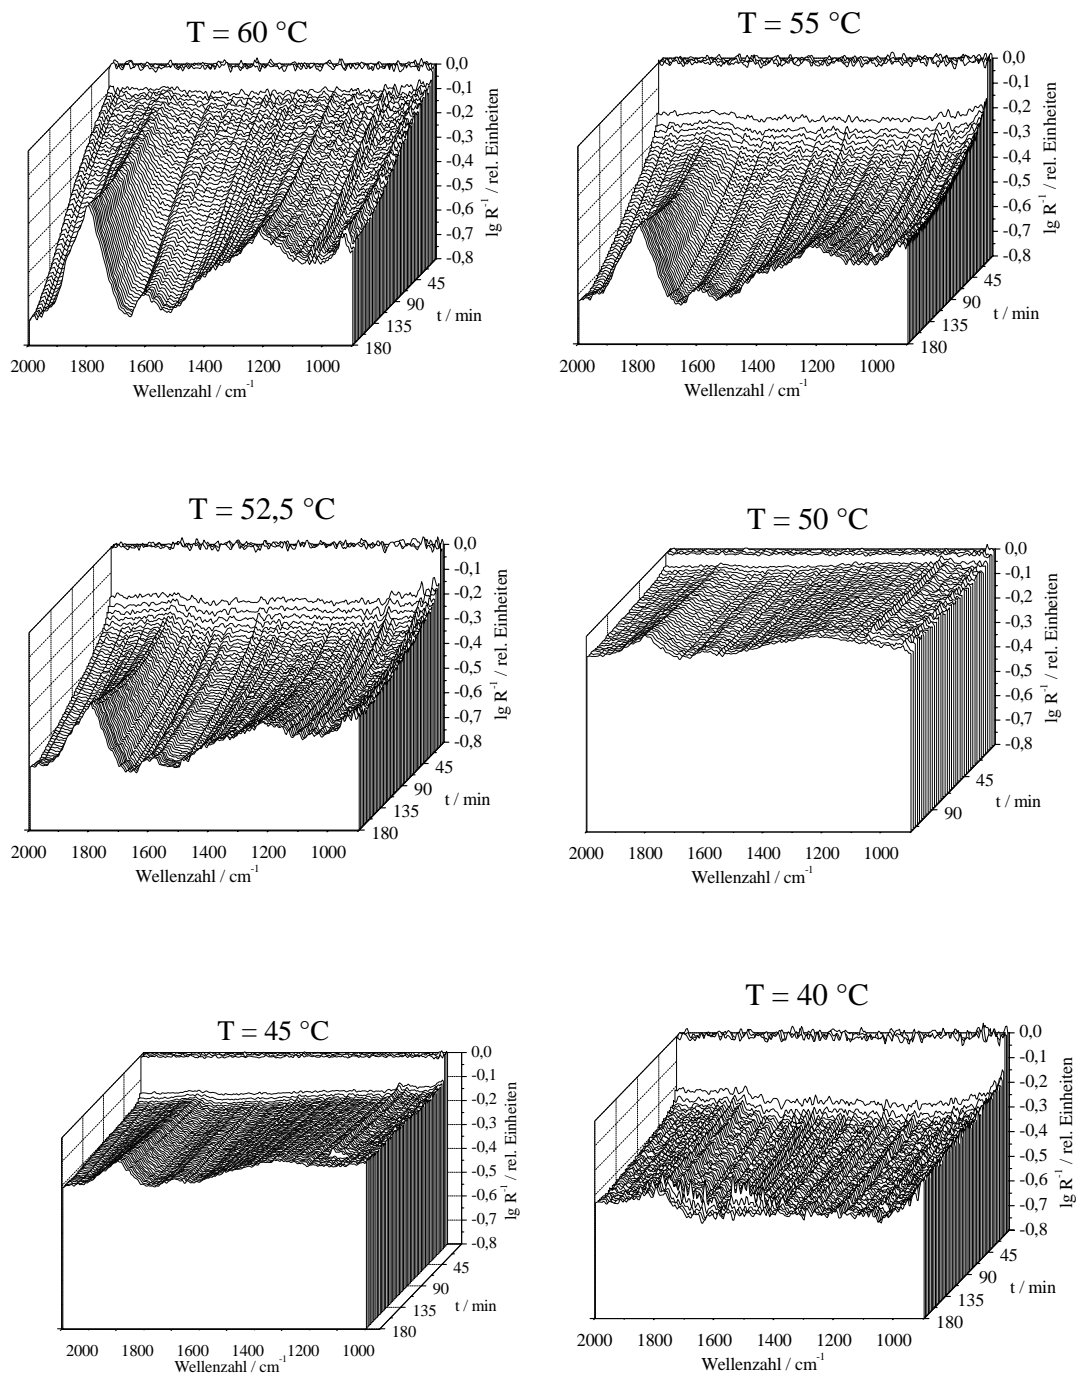 T = 60 °C
0,0
-0,1
-0,2
-0,3
-0,4
-0,5
-0,6
-0,7
-0,8
lg R⁻¹ / rel. Einheiten
45
90
135
180
t / min
2000 1800 1600 1400 1200 1000
Wellenzahl / cm⁻¹
T = 55 °C
0,0
-0,1
-0,2
-0,3
-0,4
-0,5
-0,6
-0,7
-0,8
lg R⁻¹ / rel. Einheiten
45
90
135
180
t / min
2000 1800 1600 1400 1200 1000
Wellenzahl / cm⁻¹
T = 52,5 °C
0,0
-0,1
-0,2
-0,3
-0,4
-0,5
-0,6
-0,7
-0,8
lg R⁻¹ / rel. Einheiten
45
90
135
180
t / min
2000 1800 1600 1400 1200 1000
Wellenzahl / cm⁻¹
T = 50 °C
0,0
-0,1
-0,2
-0,3
-0,4
-0,5
-0,6
-0,7
-0,8
lg R⁻¹ / rel. Einheiten
45
90
t / min
2000 1800 1600 1400 1200 1000
Wellenzahl / cm⁻¹
T = 45 °C
0,0
-0,1
-0,2
-0,3
-0,4
-0,5
-0,6
-0,7
-0,8
lg R⁻¹ / rel. Einheiten
45
90
135
180
t / min
2000 1800 1600 1400 1200 1000
Wellenzahl / cm⁻¹
T = 40 °C
0,0
-0,1
-0,2
-0,3
-0,4
-0,5
-0,6
-0,7
-0,8
lg R⁻¹ / rel. Einheiten
45
90
135
180
t / min
2000 1800 1600 1400 1200 1000
Wellenzahl / cm⁻¹